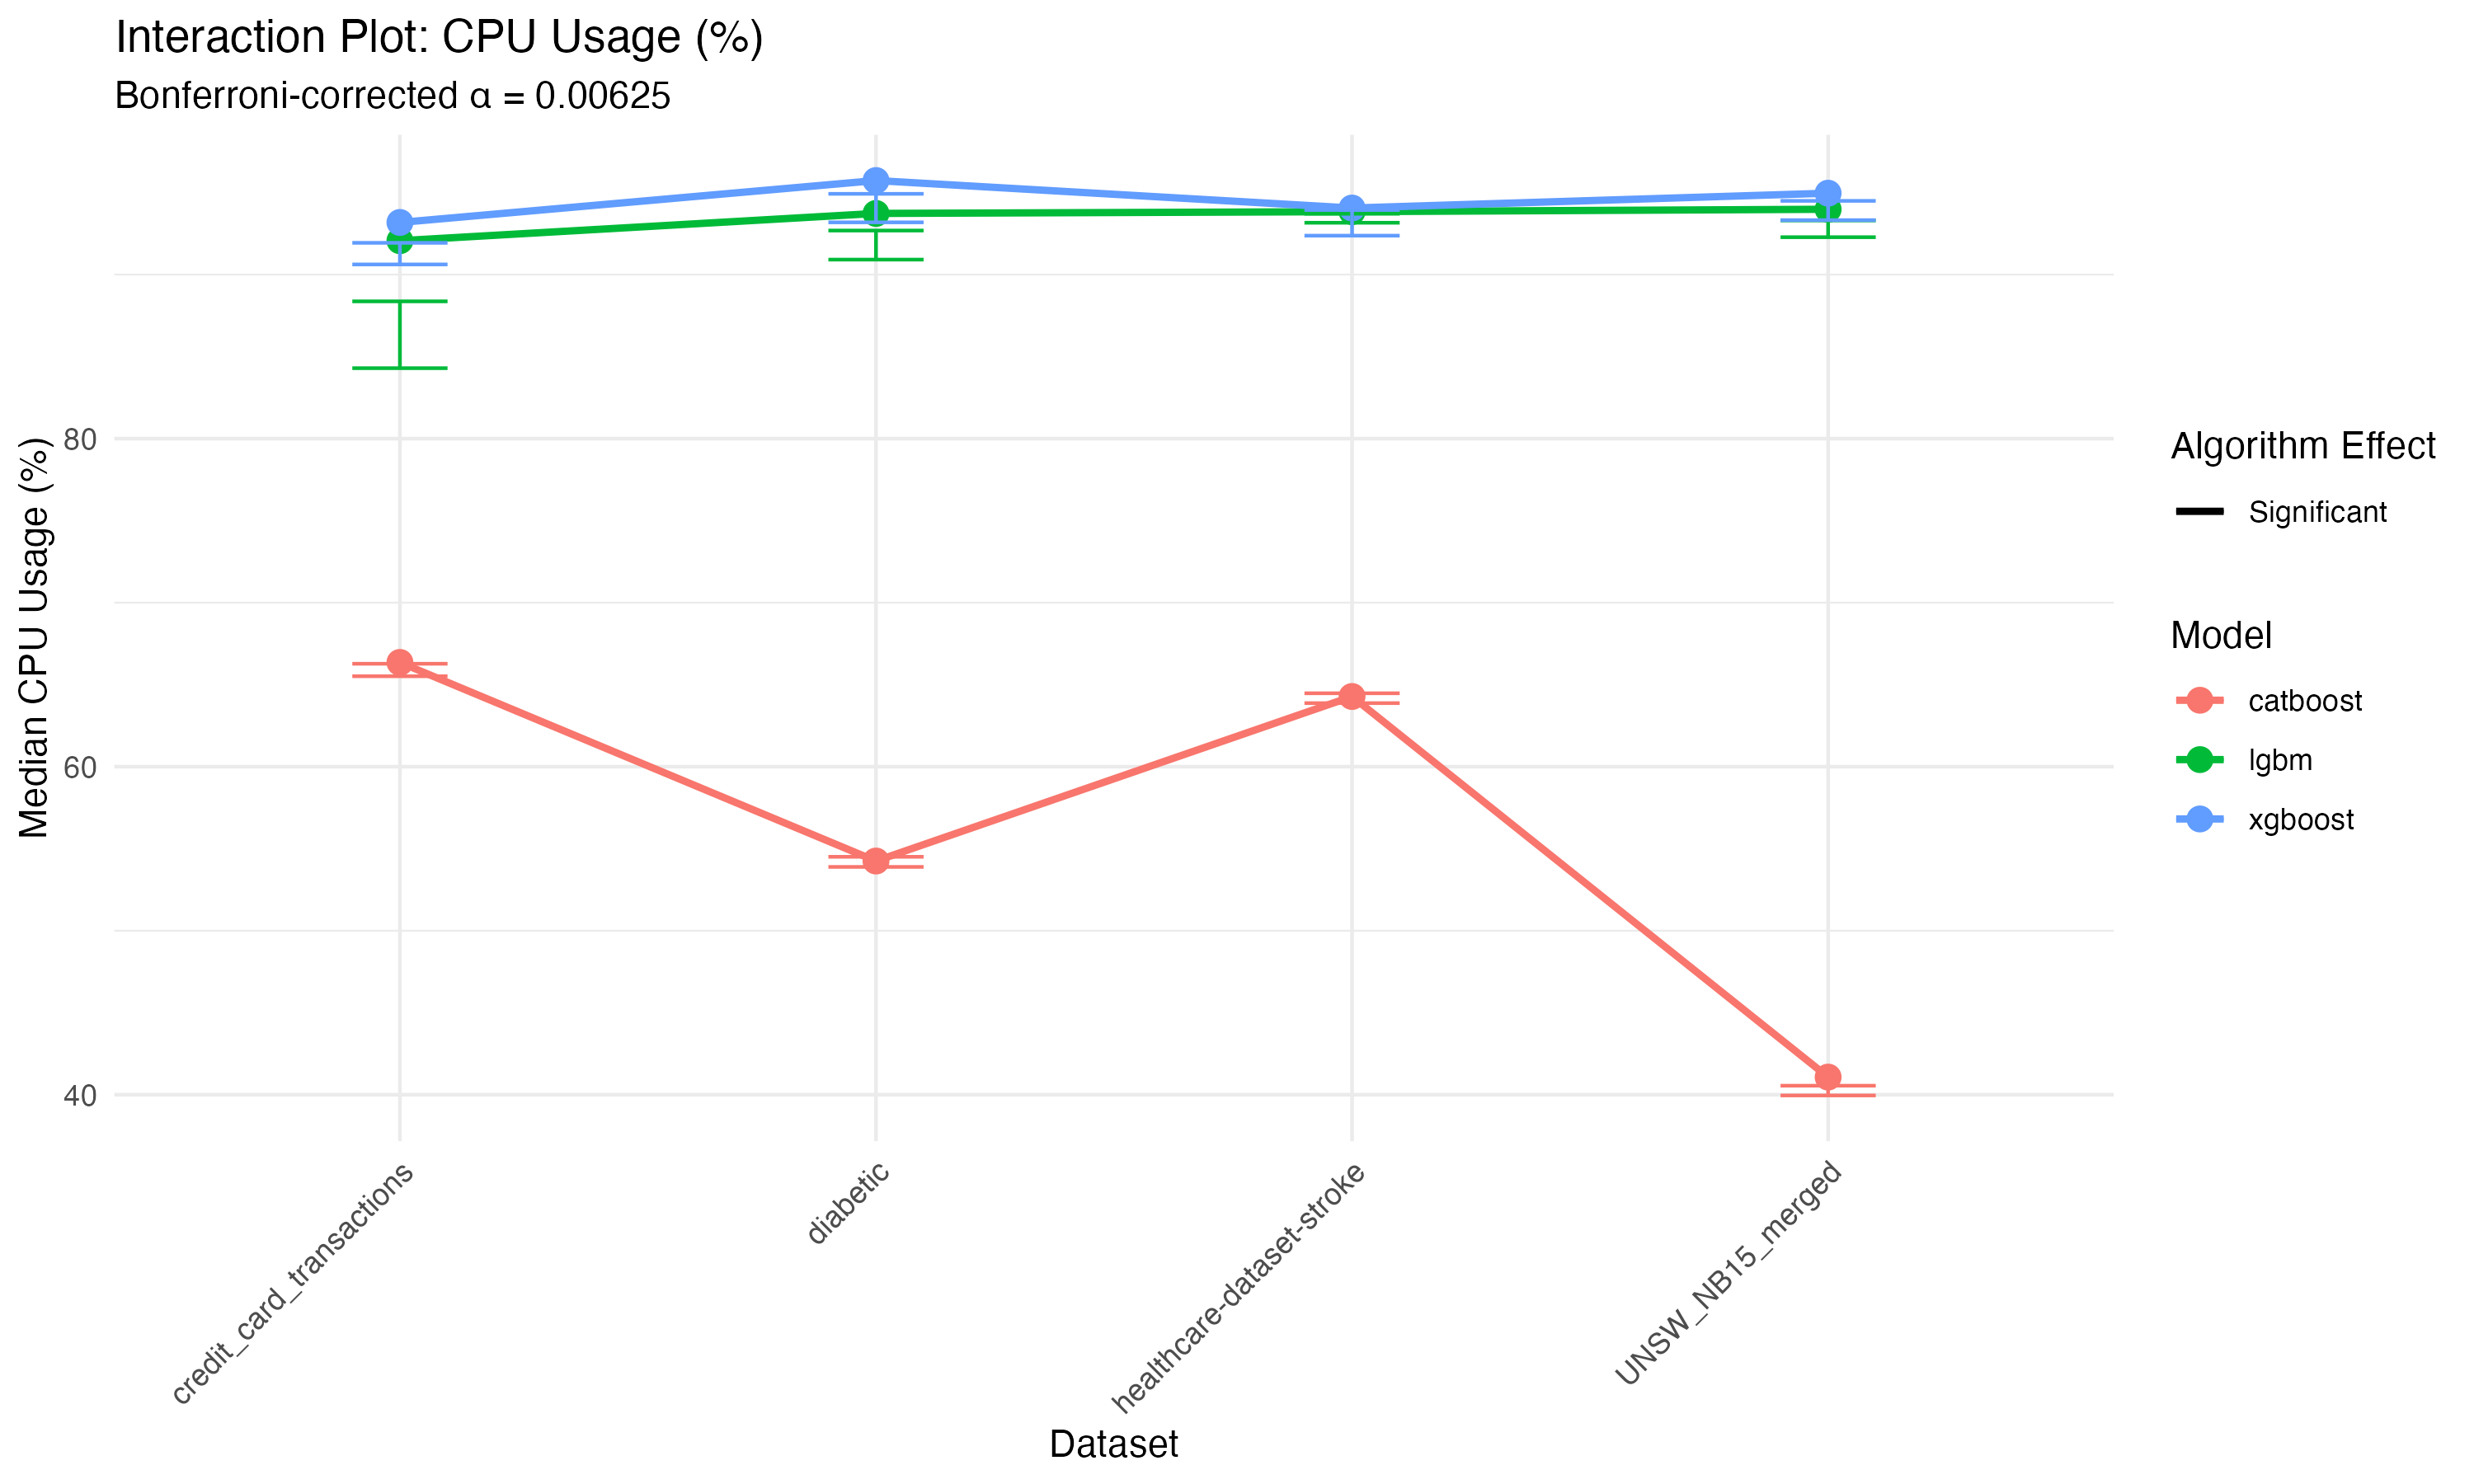 Interaction Plot: CPU Usage (%)
Bonferroni-corrected α = 0.00625
Median CPU Usage (%)
80
60
40
credit_card_transactions
diabetic
healthcare-dataset-stroke
UNSW_NB15_merged
Dataset
Algorithm Effect
Significant
Model
catboost
lgbm
xgboost